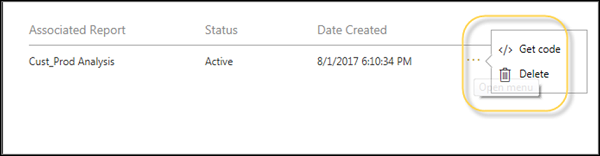 Associated Report Status Date Created
Cust_Prod Analysis Active 8/1/2017 6:10:34 PM ...
</> Get code
Delete
Open menu